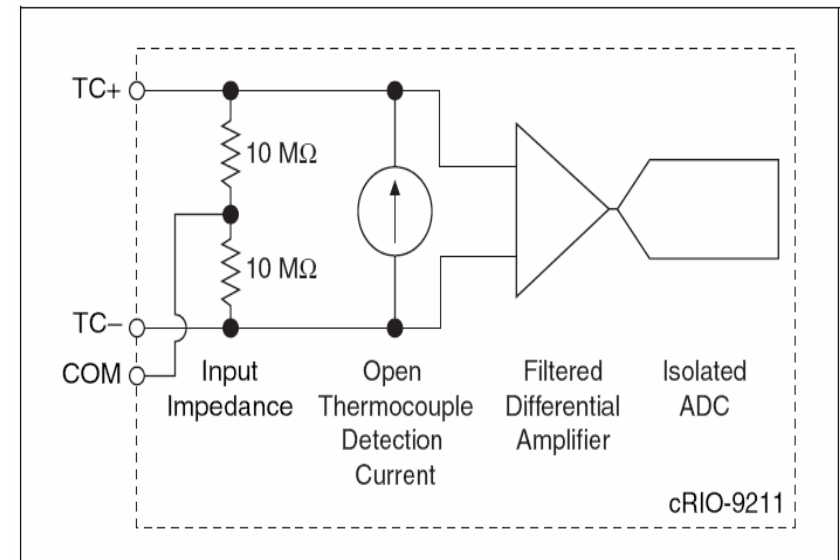 TC+
10 MΩ
10 MΩ
TC–
COM
Input
Impedance
Open
Thermocouple
Detection
Current
Filtered
Differential
Amplifier
Isolated
ADC
cRIO-9211